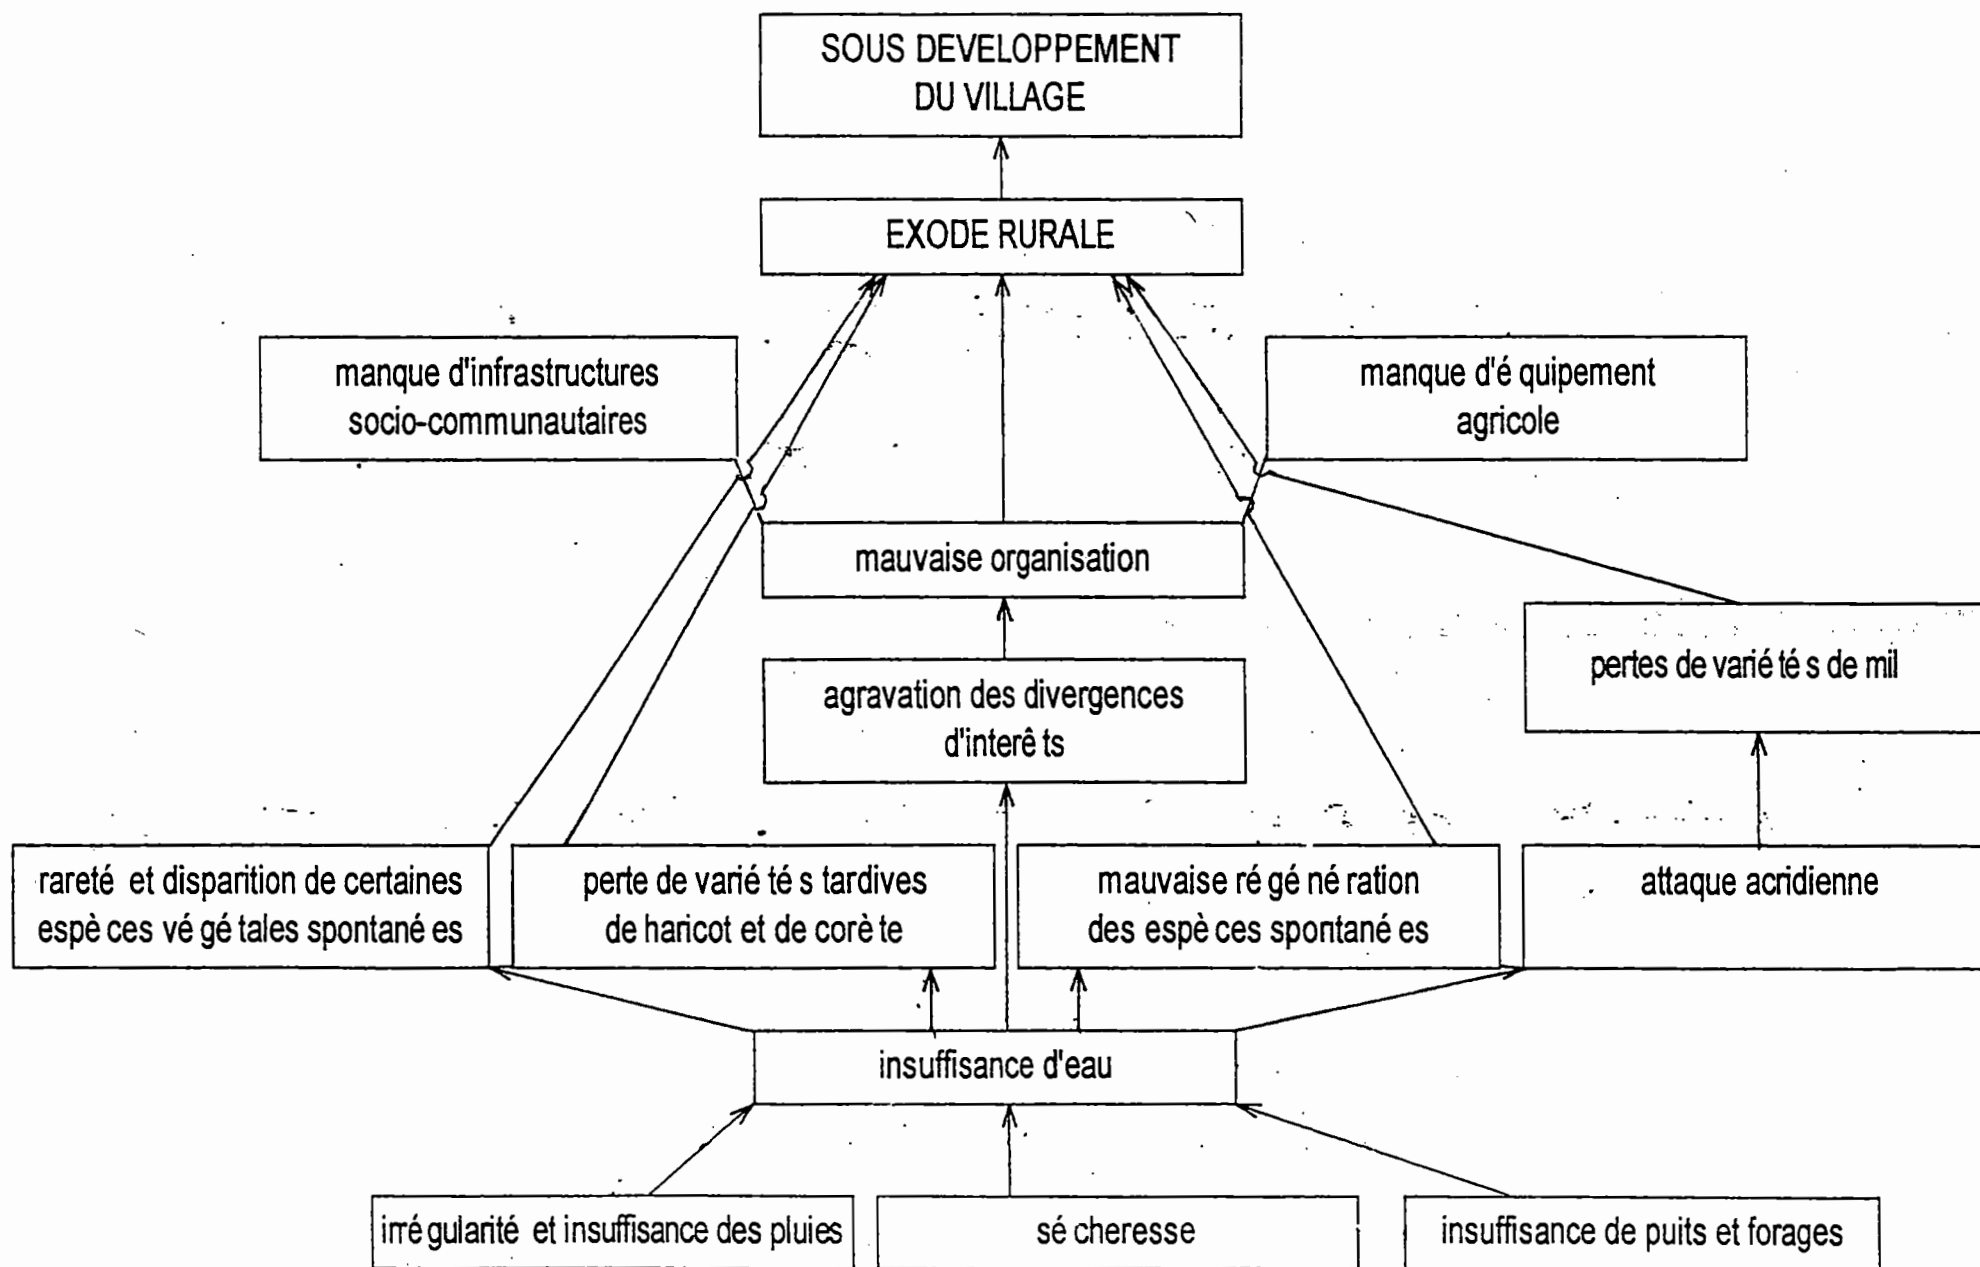 SOUS DEVELOPPEMENT
DU VILLAGE
EXODE RURALE
manque d'infrastructures
socio-communautaires
manque d'é quipement
agricole
mauvaise organisation
agravation des divergences
d'interê ts
pertes de varié té s de mil
rareté et disparition de certaines
espè ces vé gé tales spontané es
perte de varié té s tardives
de haricot et de corè te
mauvaise ré gé né ration
des espè ces spontané es
attaque acridienne
insuffisance d'eau
irré gularité et insuffisance des pluies
sé cheresse
insuffisance de puits et forages